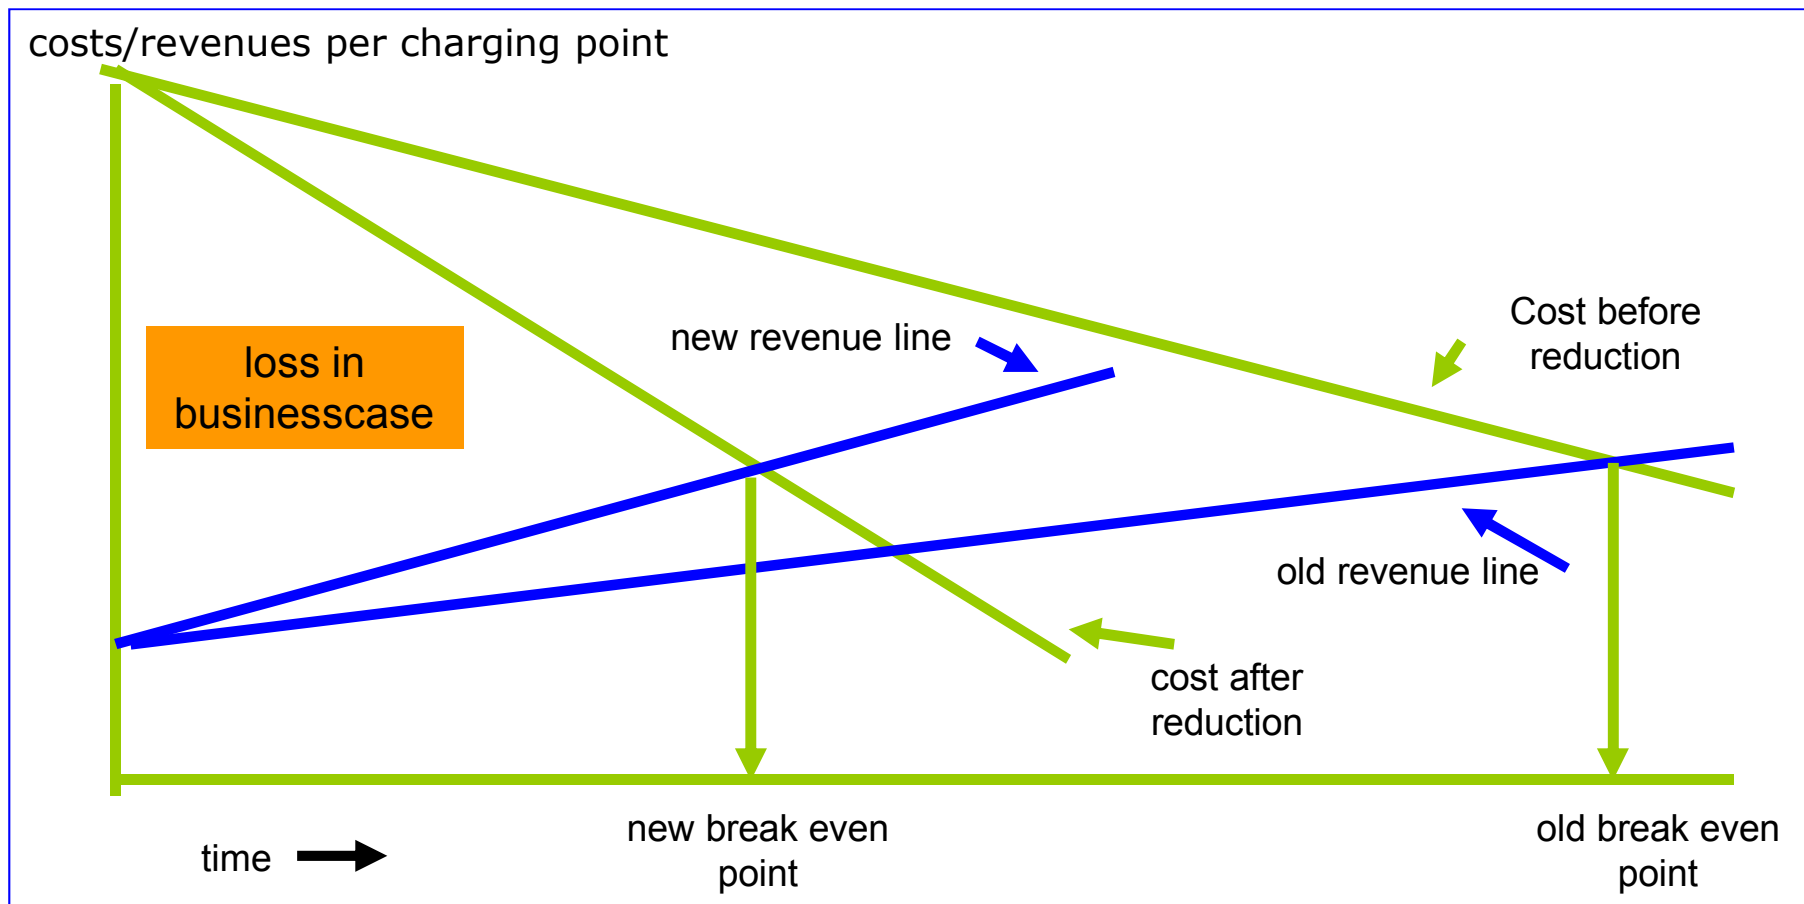 costs/revenues per charging point
Cost before
reduction
new revenue line
loss in
businesscase
old revenue line
cost after
reduction
new break even
point
old break even
point
time